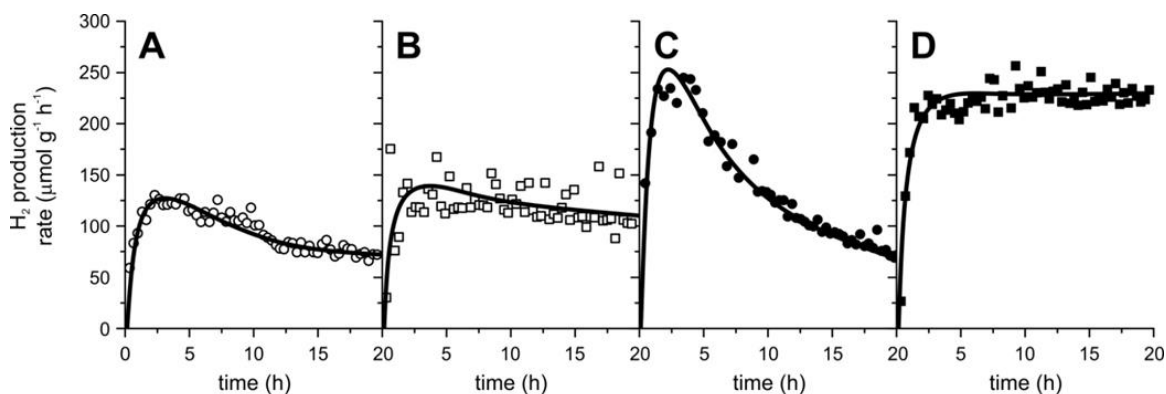 A B C D
300
250
200
150
100
50
0
H₂ production
rate (μmol g⁻¹ h⁻¹)
0 5 10 15 20 5 10 15 20 5 10 15 20 5 10 15 20
time (h) time (h) time (h) time (h)